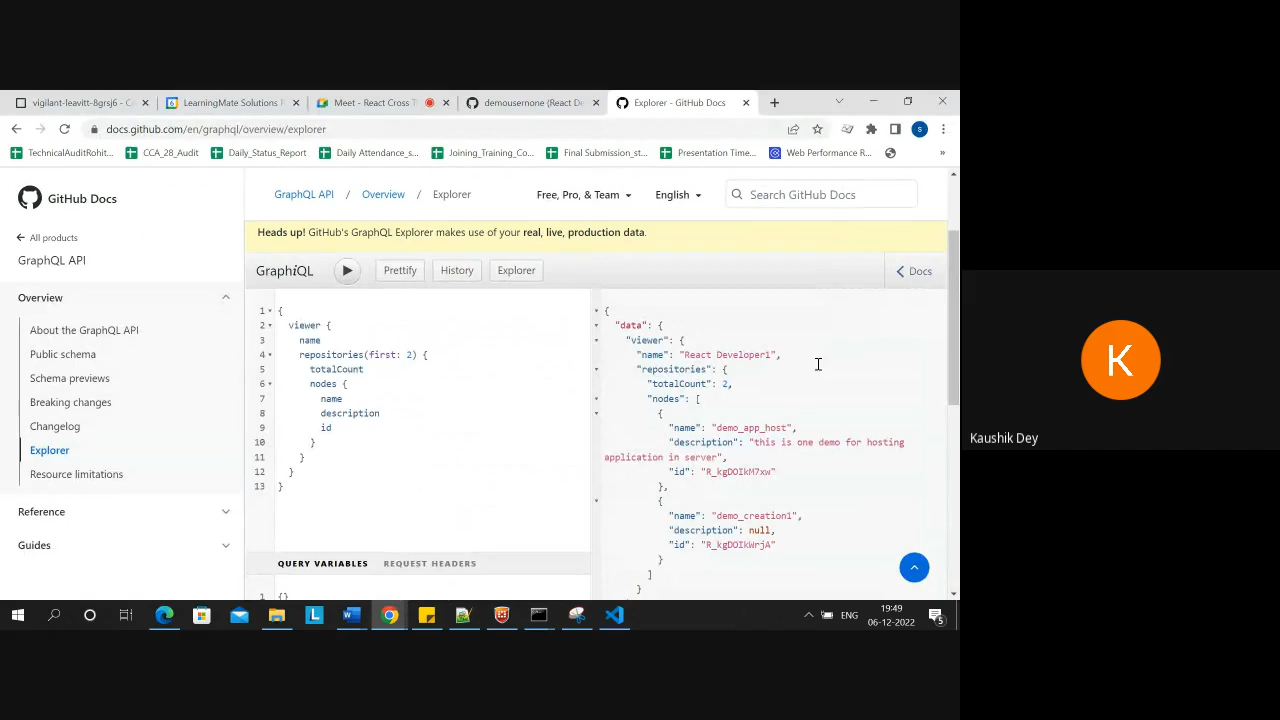 vigilant-leavitt-8grsj6 - C
LearningMate Solutions
Meet - React Cross T
demousernone (React De
Explorer - GitHub Docs
docs.github.com/en/graphql/overview/explorer
S
TechnicalAuditRohit...
CCA_28_Audit
Daily_Status_Report
Daily Attendance_s...
Joining_Training_Co...
Final Submission_st...
Presentation Time...
Web Performance R...
»
GitHub Docs
GraphQL API / Overview / Explorer
Free, Pro, & Team
English
Search GitHub Docs
All products
GraphQL API
Overview
About the GraphQL API
Public schema
Schema previews
Breaking changes
Changelog
Explorer
Resource limitations
Reference
Guides
Heads up! GitHub's GraphQL Explorer makes use of your real, live, production data.
GraphiQL
Prettify
History
Explorer
Docs
1 {
2 viewer {
3 name
4 repositories(first: 2) {
5 totalCount
6 nodes {
7 name
8 description
9 id
10 }
11 }
12 }
13 }
QUERY VARIABLES REQUEST HEADERS
1 {}
{
"data": {
"viewer": {
"name": "React Developer1",
"repositories": {
"totalCount": 2,
"nodes": [
{
"name": "demo_app_host",
"description": "this is one demo for hosting
application in server",
"id": "R_kgDOIkM7xw"
},
{
"name": "demo_creation1",
"description": null,
"id": "R_kgDOIkWrjA"
}
]
}
K
Kaushik Dey
ENG
19:49
06-12-2022
5